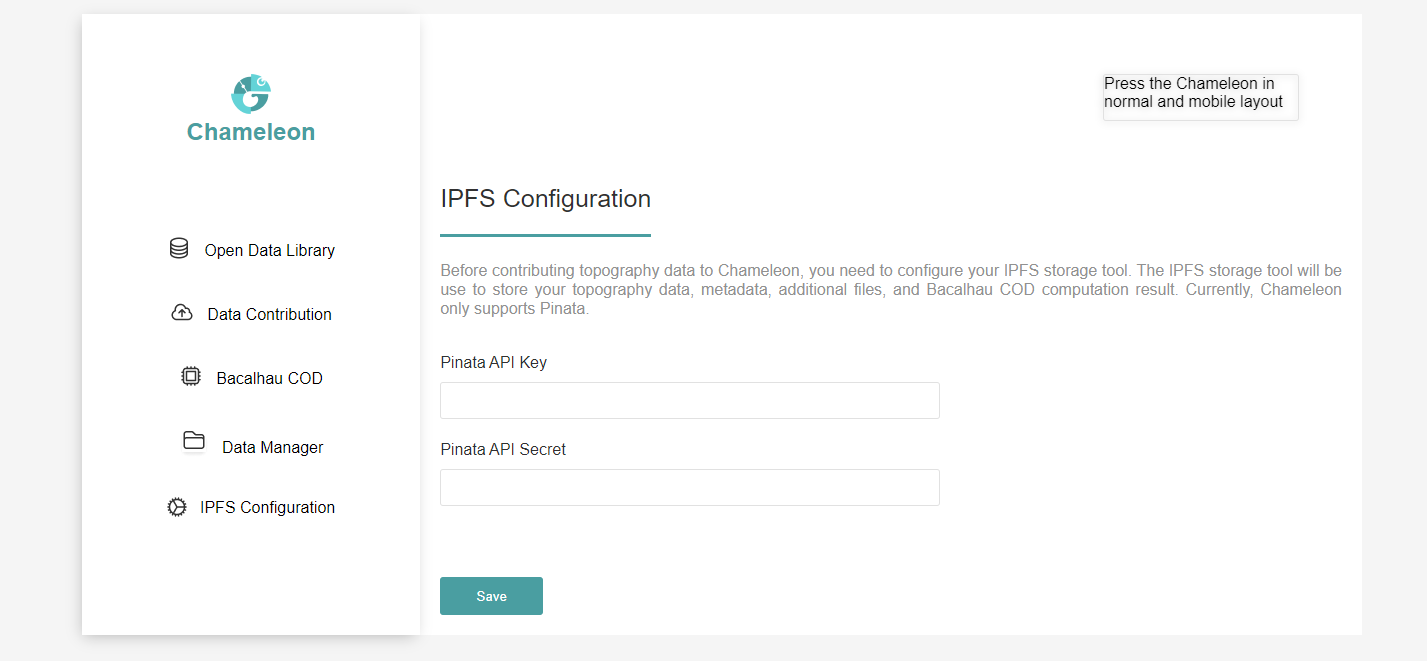 Chameleon
Open Data Library
Data Contribution
Bacalhau COD
Data Manager
IPFS Configuration
Press the Chameleon in
normal and mobile layout
IPFS Configuration
Before contributing topography data to Chameleon, you need to configure your IPFS storage tool. The IPFS storage tool will be
use to store your topography data, metadata, additional files, and Bacalhau COD computation result. Currently, Chameleon
only supports Pinata.
Pinata API Key
Pinata API Secret
Save